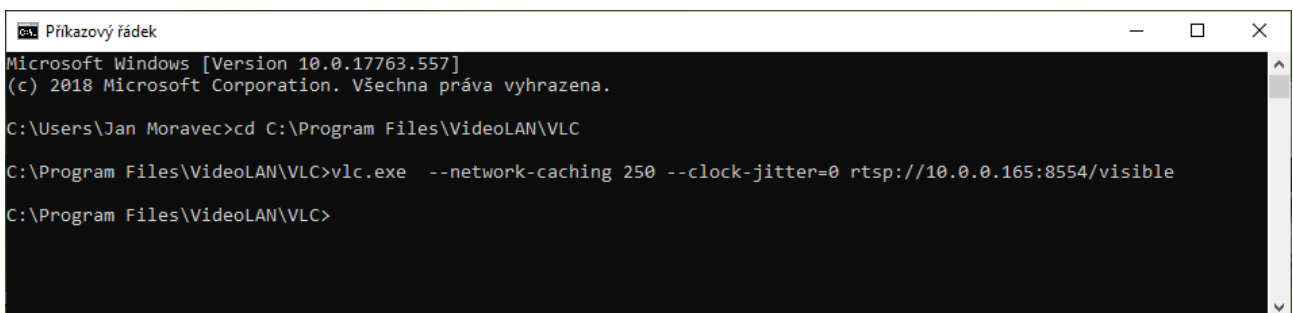 Příkazový řádek
Microsoft Windows [Version 10.0.17763.557]
(c) 2018 Microsoft Corporation. Všechna práva vyhrazena.
C:\Users\Jan Moravec>cd C:\Program Files\VideoLAN\VLC
C:\Program Files\VideoLAN\VLC>vlc.exe  --network-caching 250 --clock-jitter=0 rtsp://10.0.0.165:8554/visible
C:\Program Files\VideoLAN\VLC>